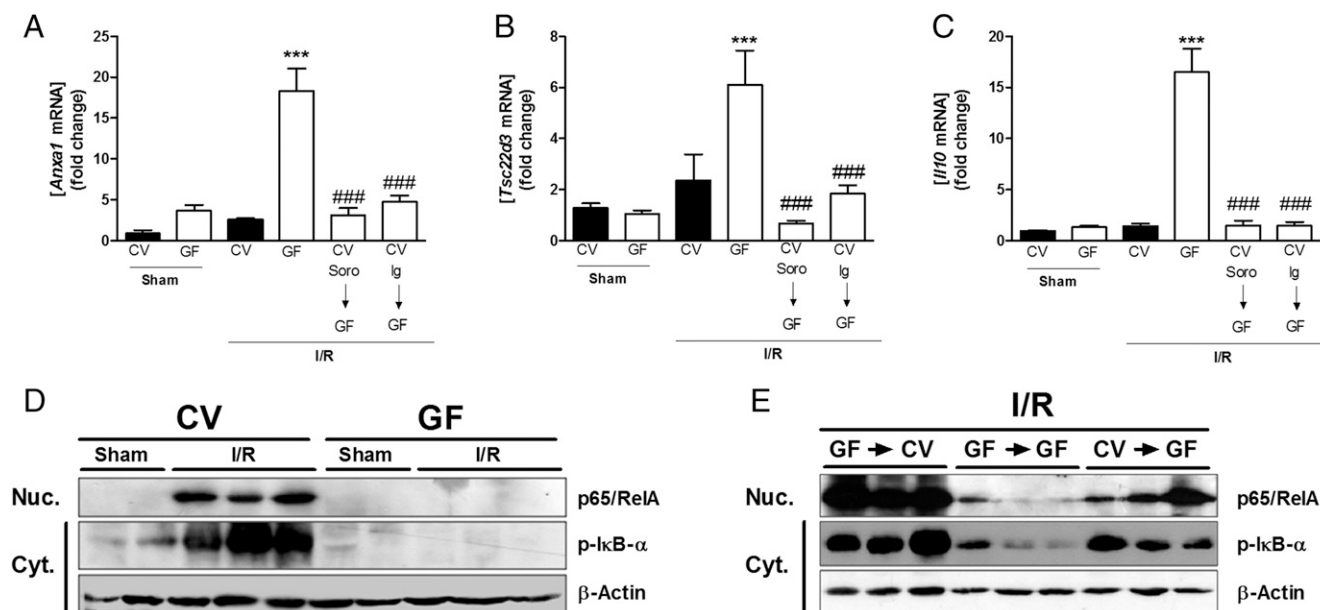 A
[Anxa1 mRNA]
(fold change)
25
20
15
10
5
0
***
###
###
CV GF CV GF CV CV
Sham
Soro Ig
GF GF
I/R
B
[Tsc22d3 mRNA]
(fold change)
8
6
4
2
0
***
###
###
CV GF CV GF CV CV
Sham
Soro Ig
GF GF
I/R
C
[Il10 mRNA]
(fold change)
20
15
10
5
0
***
###
###
CV GF CV GF CV CV
Sham
Soro Ig
GF GF
I/R
D
CV GF
Sham I/R Sham I/R
Nuc. p65/RelA
Cyt. p-IκB-α
β-Actin
E
I/R
GF → CV GF → GF CV → GF
Nuc. p65/RelA
Cyt. p-IκB-α
β-Actin